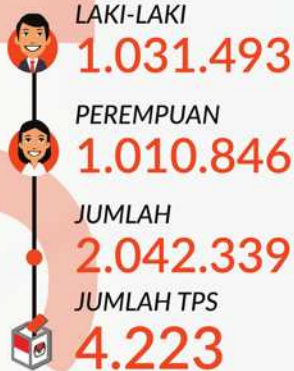 LAKI-LAKI
1.031.493
PEREMPUAN
1.010.846
JUMLAH
2.042.339
JUMLAH TPS
4.223